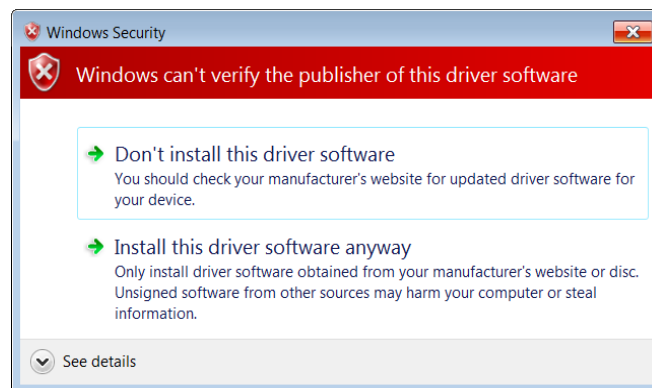 Windows Security
Windows can't verify the publisher of this driver software
Don't install this driver software
You should check your manufacturer's website for updated driver software for
your device.
Install this driver software anyway
Only install driver software obtained from your manufacturer's website or disc.
Unsigned software from other sources may harm your computer or steal
information.
See details